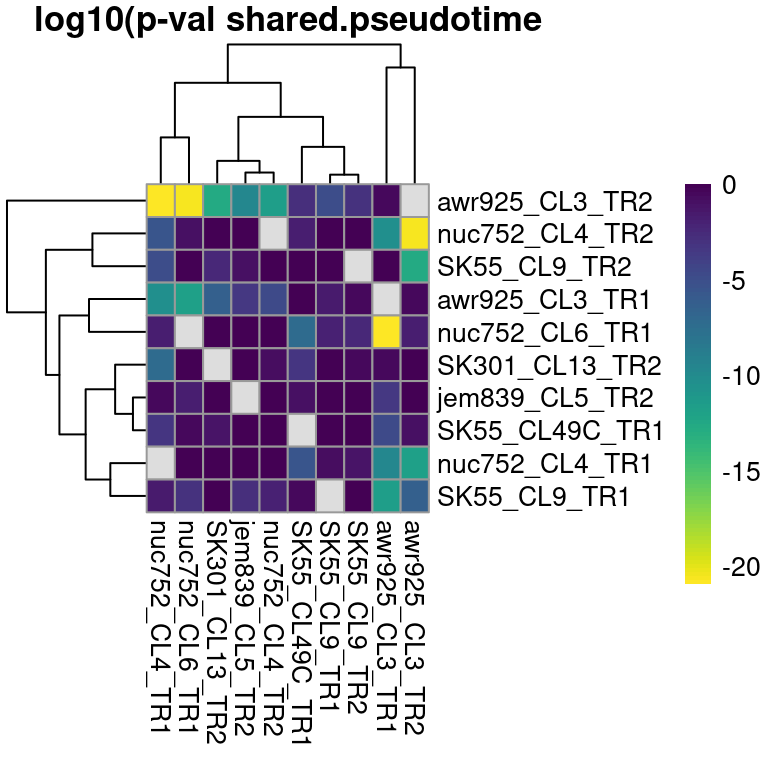 log10(p-val shared.pseudotime
awr925_CL3_TR2
nuc752_CL4_TR2
SK55_CL9_TR2
awr925_CL3_TR1
nuc752_CL6_TR1
SK301_CL13_TR2
jem839_CL5_TR2
SK55_CL49C_TR1
nuc752_CL4_TR1
SK55_CL9_TR1
0
-5
-10
-15
-20
nuc752_CL4_TR1
nuc752_CL6_TR1
SK301_CL13_TR2
jem839_CL5_TR2
nuc752_CL4_TR2
SK55_CL49C_TR1
SK55_CL9_TR1
SK55_CL9_TR2
awr925_CL3_TR1
awr925_CL3_TR2